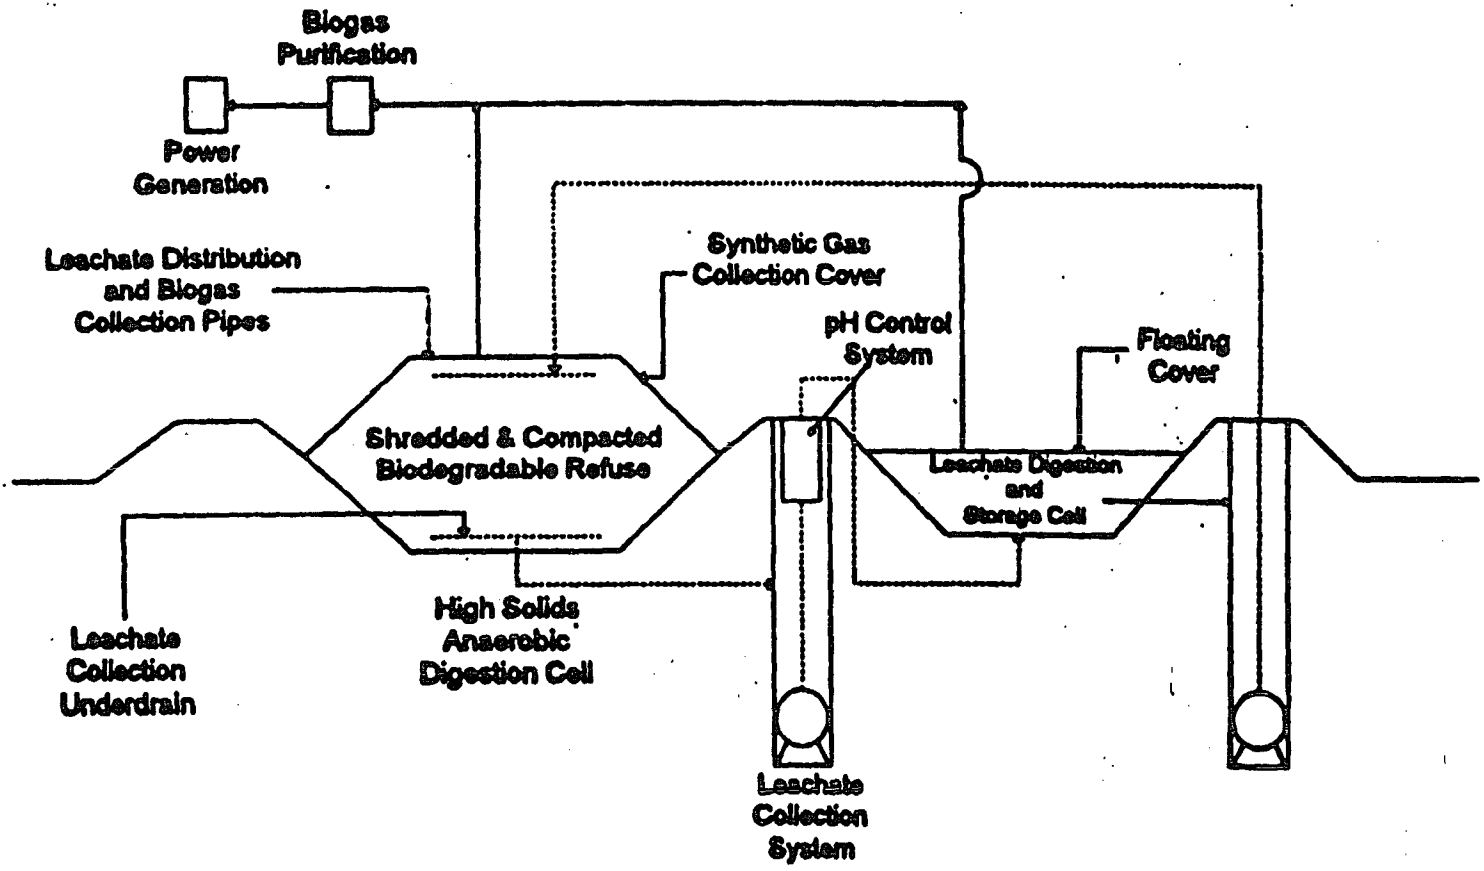 Biogas
Purification
Power
Generation
Leachate Distribution
and Biogas
Collection Pipes
Synthetic Gas
Collection Cover
pH Control
System
Floating
Cover
Shredded & Compacted
Biodegradable Refuse
Leachate Digestion
and
Storage Cell
High Solids
Anaerobic
Digestion Cell
Leachate
Collection
Underdrain
Leachate
Collection
System